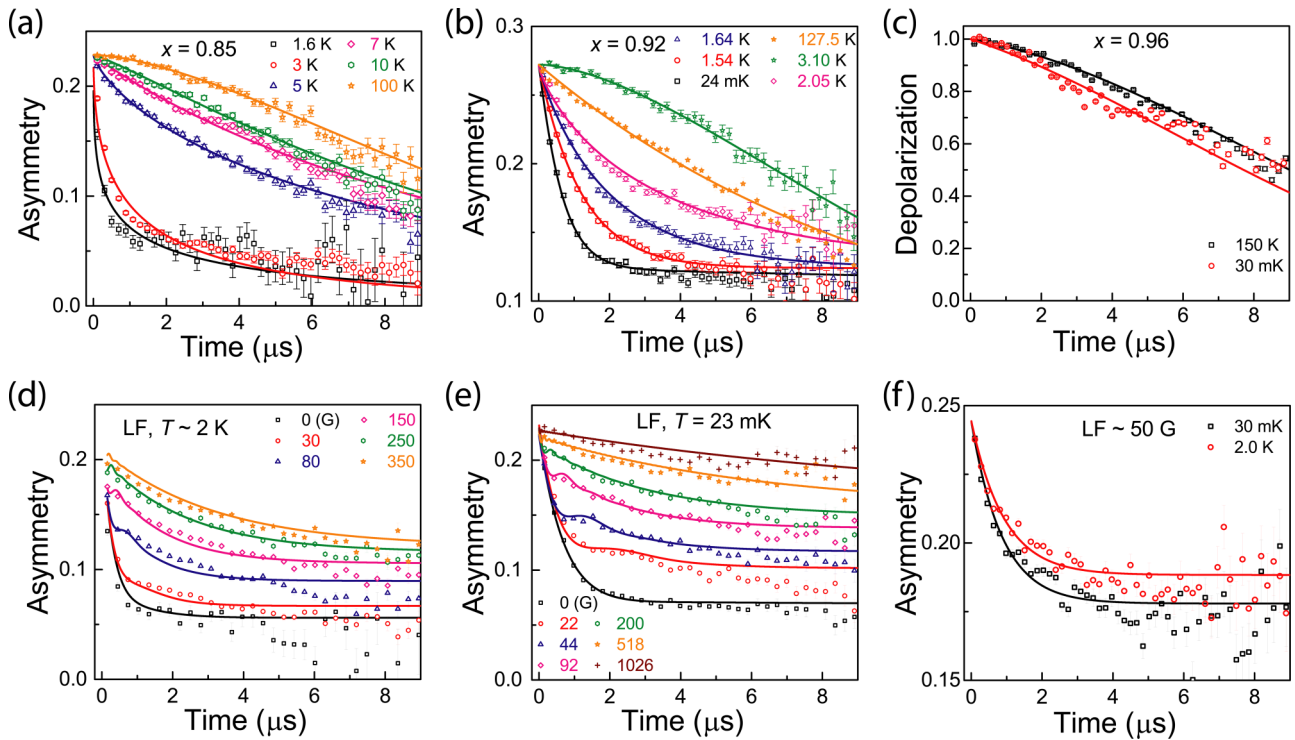 (a)
x = 0.85
1.6 K
3 K
5 K
7 K
10 K
100 K
Asymmetry
0.2
0.1
0.0
0 2 4 6 8
Time (μs)
(b)
x = 0.92
1.64 K
1.54 K
24 mK
127.5 K
3.10 K
2.05 K
Asymmetry
0.3
0.2
0.1
0 2 4 6 8
Time (μs)
(c)
x = 0.96
150 K
30 mK
Depolarization
1.0
0.8
0.6
0.4
0.2
0.0
0 2 4 6 8
Time (μs)
(d)
LF, T ~ 2 K
0 (G)
30
80
150
250
350
Asymmetry
0.2
0.1
0.0
0 2 4 6 8
Time (μs)
(e)
LF, T = 23 mK
0 (G)
22
44
92
200
518
1026
Asymmetry
0.2
0.1
0.0
0 2 4 6 8
Time (μs)
(f)
LF ~ 50 G
30 mK
2.0 K
Asymmetry
0.25
0.20
0.15
0 2 4 6 8
Time (μs)